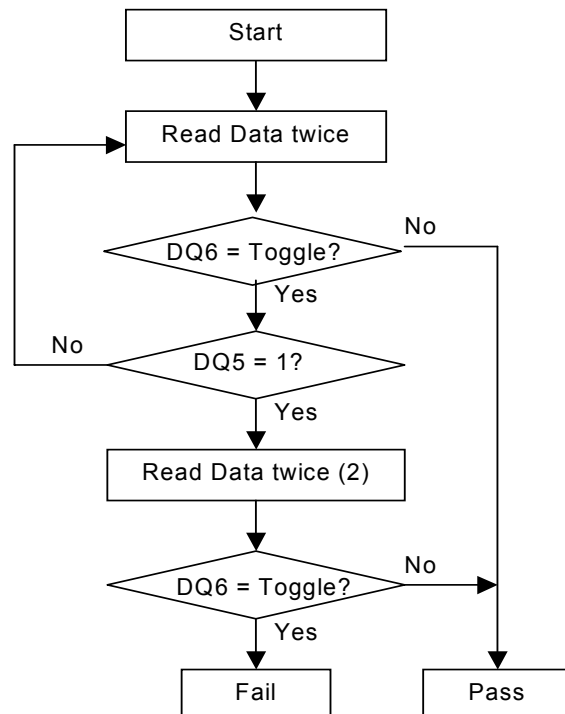 Start
Read Data twice
DQ6 = Toggle?
No
Yes
No
DQ5 = 1?
Yes
Read Data twice (2)
DQ6 = Toggle?
No
Yes
Fail
Pass